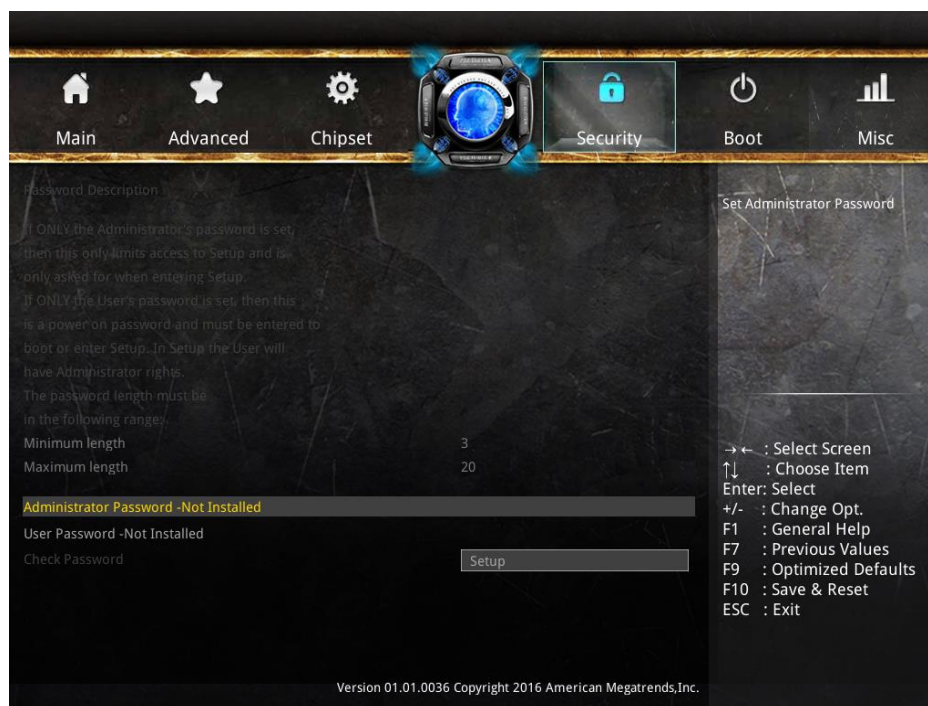 Main
Advanced
Chipset
Security
Boot
Misc
Password Description
If ONLY the Administrator's password is set,
then this only limits access to Setup and is
only asked for when entering Setup.
If ONLY the User's password is set, then this
is a power on password and must be entered to
boot or enter Setup. In Setup the User will
have Administrator rights.
The password length must be
in the following range:
Minimum length 3
Maximum length 20
Administrator Password -Not Installed
User Password -Not Installed
Check Password Setup
Set Administrator Password
→← : Select Screen
↑↓ : Choose Item
Enter: Select
+/- : Change Opt.
F1 : General Help
F7 : Previous Values
F9 : Optimized Defaults
F10 : Save & Reset
ESC : Exit
Version 01.01.0036 Copyright 2016 American Megatrends,Inc.